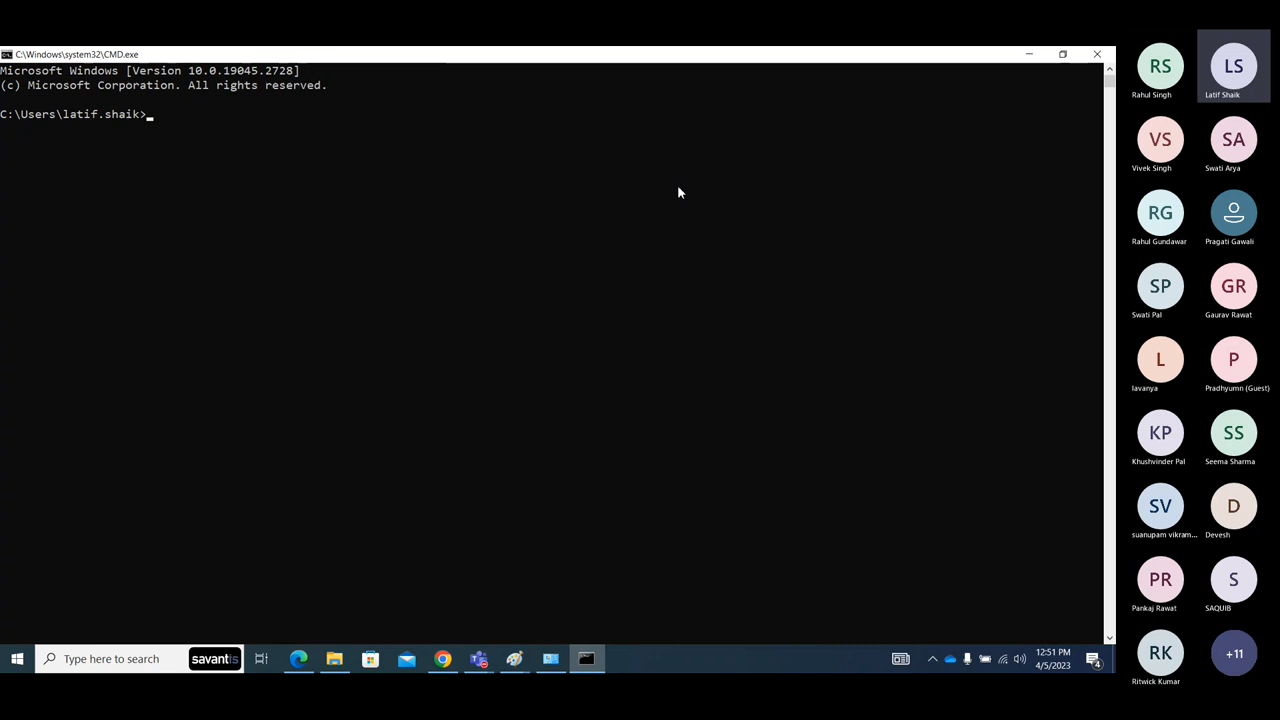 C:\Windows\system32\CMD.exe
Microsoft Windows [Version 10.0.19045.2728]
(c) Microsoft Corporation. All rights reserved.
C:\Users\latif.shaik>
RS
LS
Rahul Singh
Latif Shaik
VS
SA
Vivek Singh
Swati Arya
RG
Rahul Gundawar
Pragati Gawali
SP
GR
Swati Pal
Gaurav Rawat
L
P
lavanya
Pradhyumn (Guest)
KP
SS
Khushvinder Pal
Seema Sharma
SV
D
suanupam vikram...
Devesh
PR
S
Pankaj Rawat
SAQUIB
RK
+11
Ritwick Kumar
Type here to search
savantis
12:51 PM
4/5/2023
4